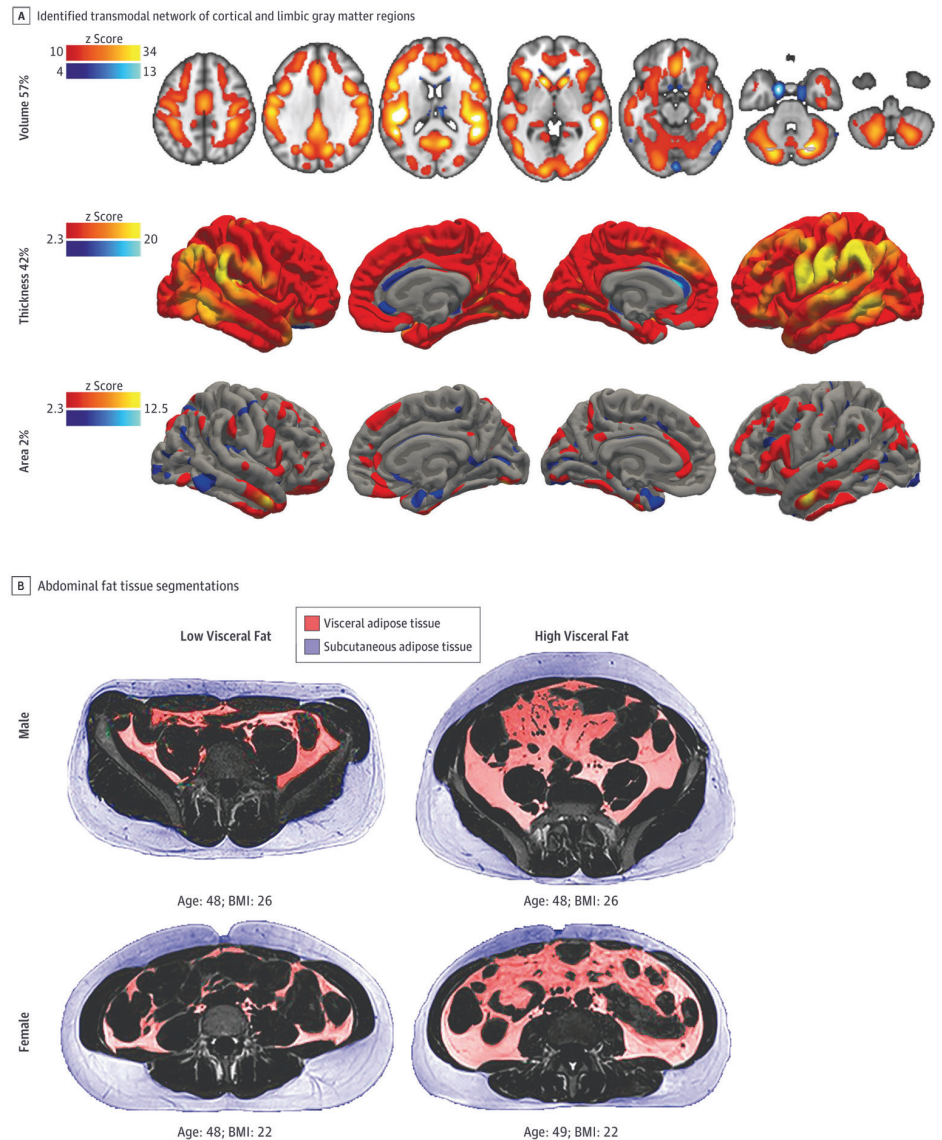 A Identified transmodal network of cortical and limbic gray matter regions
Volume 57%
z Score
10 34
4 13
Thickness 42%
z Score
2.3 20
Area 2%
z Score
2.3 12.5
B Abdominal fat tissue segmentations
Low Visceral Fat
Visceral adipose tissue
Subcutaneous adipose tissue
High Visceral Fat
Male
Age: 48; BMI: 26
Age: 48; BMI: 26
Female
Age: 48; BMI: 22
Age: 49; BMI: 22